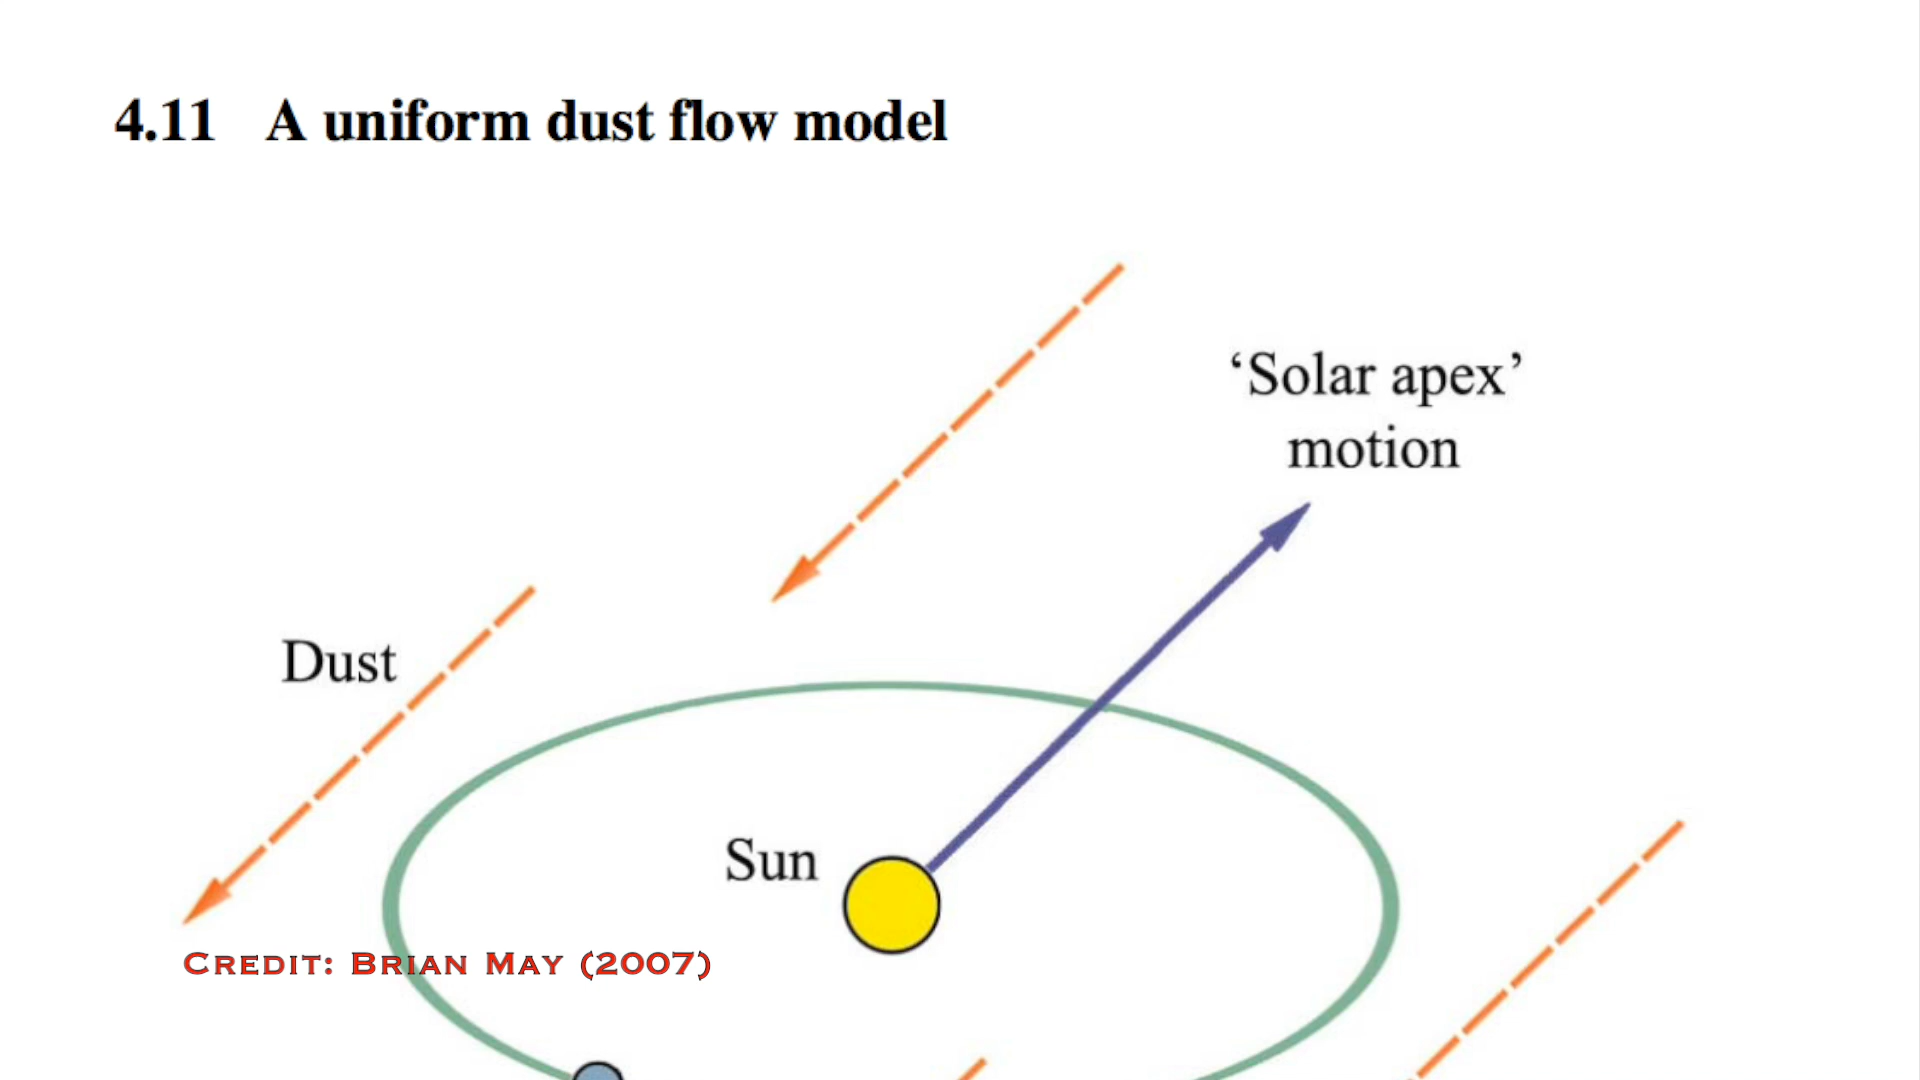 4.11 A uniform dust flow model
‘Solar apex’
motion
Dust
Sun
CREDIT: BRIAN MAY (2007)